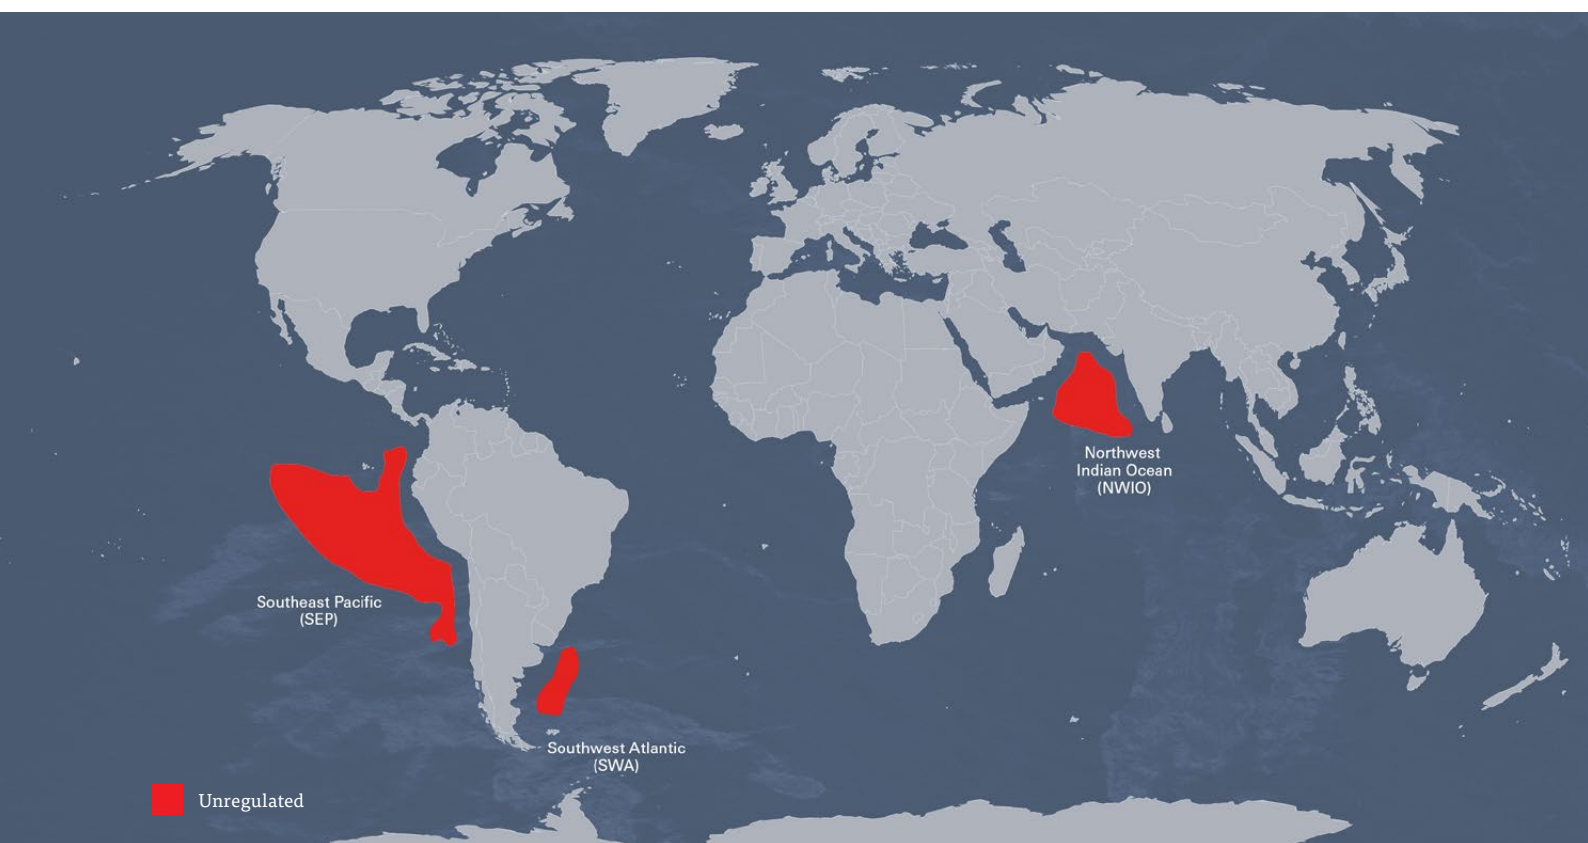 Northwest
Indian Ocean
(NWIO)
Southeast Pacific
(SEP)
Southwest Atlantic
(SWA)
Unregulated